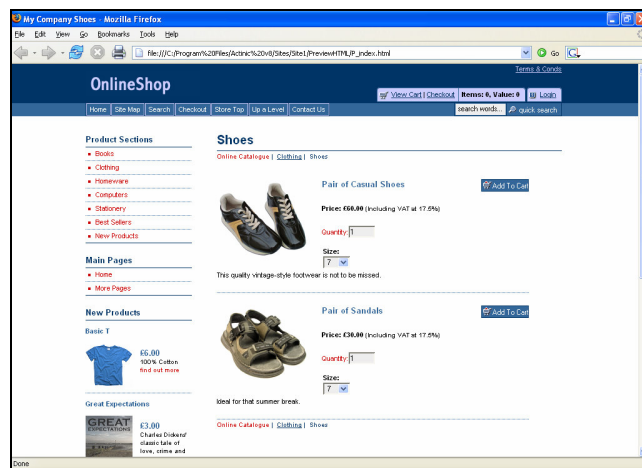 My Company Shoes - Mozilla Firefox
File Edit View Go Bookmarks Tools Help
file:///C:/Program%20Files/Actinic%20v8/Sites/Site1/PreviewHTML/P_index.html
Go
Terms & Conds
OnlineShop
View Cart | Checkout Items: 0, Value: 0 Login
Home Site Map Search Checkout Store Top Up a Level Contact Us
search words... quick search
Product Sections
Books
Clothing
Homeware
Computers
Stationery
Best Sellers
New Products
Main Pages
Home
More Pages
New Products
Basic T
£6.00
100% Cotton
find out more
Great Expectations
GREAT
EXPECTATIONS
£3.00
Charles Dickens'
classic tale of
love, crime and
Shoes
Online Catalogue | Clothing | Shoes
Pair of Casual Shoes
Add To Cart
Price: £60.00 (Including VAT at 17.5%)
Quantity: 1
Size:
7
This quality vintage-style footwear is not to be missed.
Pair of Sandals
Add To Cart
Price: £30.00 (Including VAT at 17.5%)
Quantity: 1
Size:
7
Ideal for that summer break.
Online Catalogue | Clothing | Shoes
Done